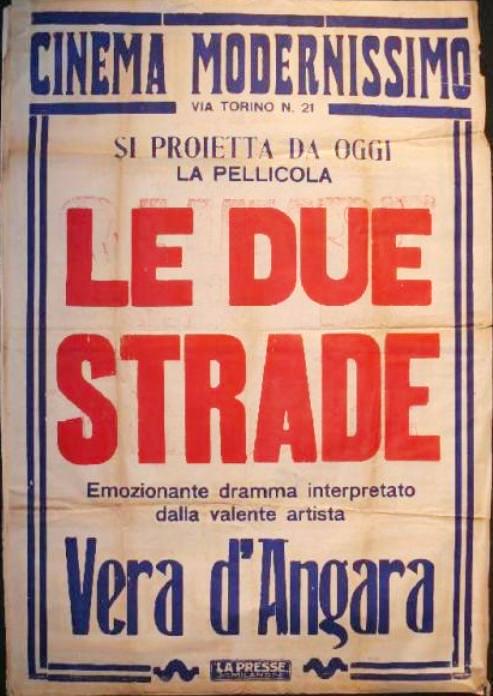 CINEMA MODERNISSIMO
VIA TORINO N. 21
SI PROIETTA DA OGGI
LA PELLICOLA
LE DUE
STRADE
Emozionante dramma interpretato
dalla valente artista
Vera d'Angara
LA PRESSE
MILANO